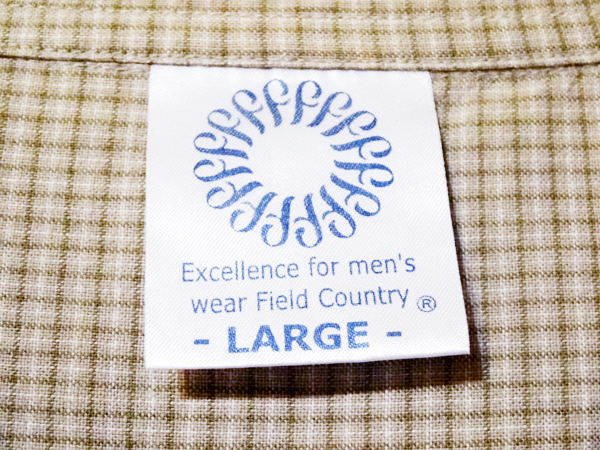 Excellence for men's
wear Field Country ®
- LARGE -